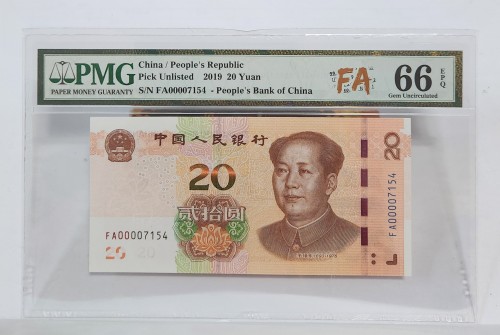 PMG
PAPER MONEY GUARANTY
China / People's Republic
Pick Unlisted 2019 20 Yuan
S/N FA00007154 - People's Bank of China
FA
66 EPQ
Gem Uncirculated
中国人民银行
20
20
贰拾圆
FA00007154
FA00007154
20